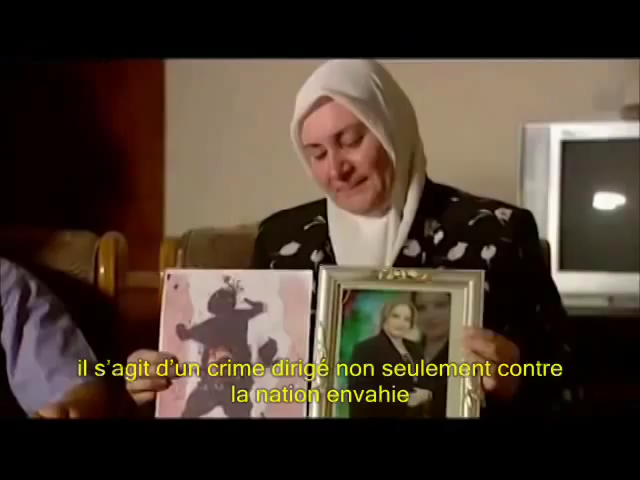 il s'agit d'un crime dirigé non seulement contre
la nation envahie